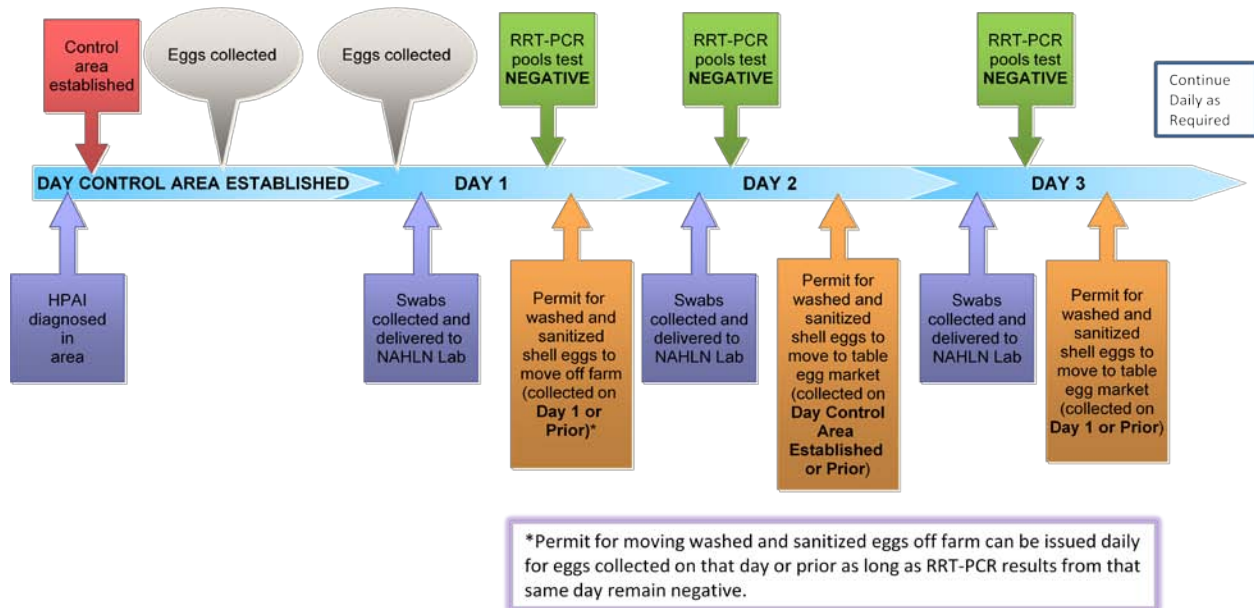 Control
area
established
Eggs collected
Eggs collected
RRT-PCR
pools test
NEGATIVE
RRT-PCR
pools test
NEGATIVE
RRT-PCR
pools test
NEGATIVE
Continue
Daily as
Required
DAY CONTROL AREA ESTABLISHED
DAY 1
DAY 2
DAY 3
HPAI
diagnosed
in
area
Swabs
collected and
delivered to
NAHLN Lab
Permit for
washed and
sanitized
shell eggs to
move off farm
(collected on
Day 1 or
Prior)*
Swabs
collected and
delivered to
NAHLN Lab
Permit for
washed and
sanitized
shell eggs to
move to table
egg market
(collected on
Day Control
Area
Established
or Prior)
Swabs
collected and
delivered to
NAHLN Lab
Permit for
washed and
sanitized
shell eggs to
move to table
egg market
(collected on
Day 1 or Prior)
*Permit for moving washed and sanitized eggs off farm can be issued daily
for eggs collected on that day or prior as long as RRT-PCR results from that
same day remain negative.